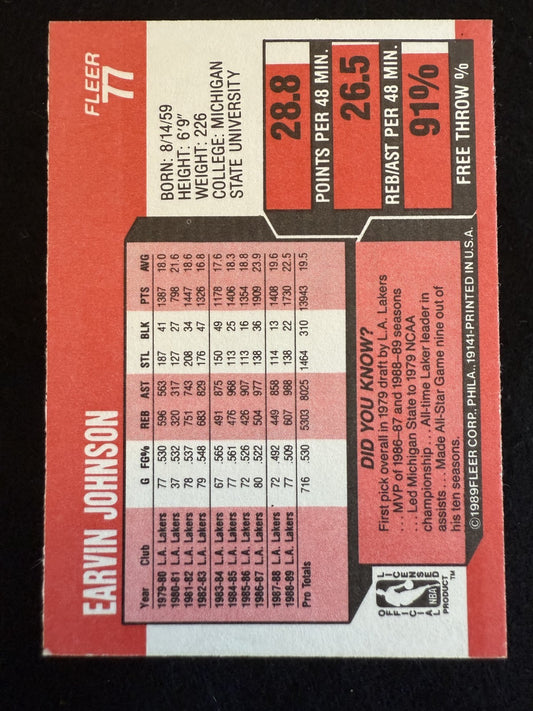 EARVIN JOHNSON
FLEER
77
BORN: 8/14/59
HEIGHT: 6'9"
WEIGHT: 226
COLLEGE: MICHIGAN
STATE UNIVERSITY
Year Club G FG% REB AST STL BLK PTS AVG
1979-80 L.A. Lakers 77 .530 596 563 187 41 1387 18.0
1980-81 L.A. Lakers 37 .532 320 317 127 27 798 21.6
1981-82 L.A. Lakers 78 .537 751 743 208 34 1447 18.6
1982-83 L.A. Lakers 79 .548 683 829 176 47 1326 16.8
1983-84 L.A. Lakers 67 .565 491 875 150 49 1178 17.6
1984-85 L.A. Lakers 77 .561 476 968 113 25 1406 18.3
1985-86 L.A. Lakers 72 .526 426 907 113 16 1354 18.8
1986-87 L.A. Lakers 80 .522 504 977 138 36 1909 23.9
1987-88 L.A. Lakers 72 .492 449 858 114 13 1408 19.6
1988-89 L.A. Lakers 77 .509 607 988 138 22 1730 22.5
Pro Totals 716 .530 5303 8025 1464 310 13943 19.5
28.8
POINTS PER 48 MIN.
26.5
REB/AST PER 48 MIN.
91%
FREE THROW %
DID YOU KNOW?
First pick overall in 1979 draft by L.A. Lakers
. . . MVP of 1986-87 and 1988-89 seasons
. . . Led Michigan State to 1979 NCAA
championship . . . All-time Laker leader in
assists . . . Made All-Star Game nine out of
his ten seasons.
OFFICIAL LICENSED
NBA
PRODUCT™
©1989 FLEER CORP., PHILA., 19141-PRINTED IN U.S.A.